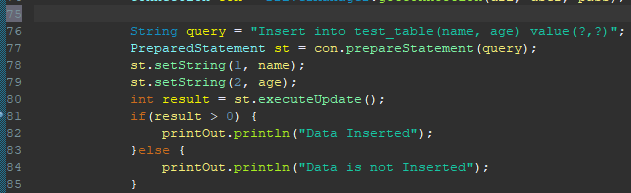 75
76 String query = "Insert into test_table(name, age) value(?,?)";
77 PreparedStatement st = con.prepareStatement(query);
78 st.setString(1, name);
79 st.setString(2, age);
80 int result = st.executeUpdate();
81 if(result > 0) {
82 printOut.println("Data Inserted");
83 }else {
84 printOut.println("Data is not Inserted");
85 }